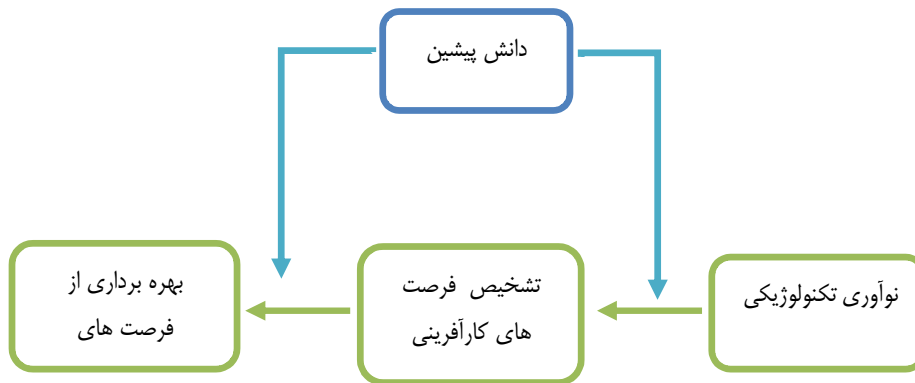 دانش پیشین
نوآوری تکنولوژیکی
تشخیص فرصت
های کارآفرینی
بهره برداری از
فرصت های